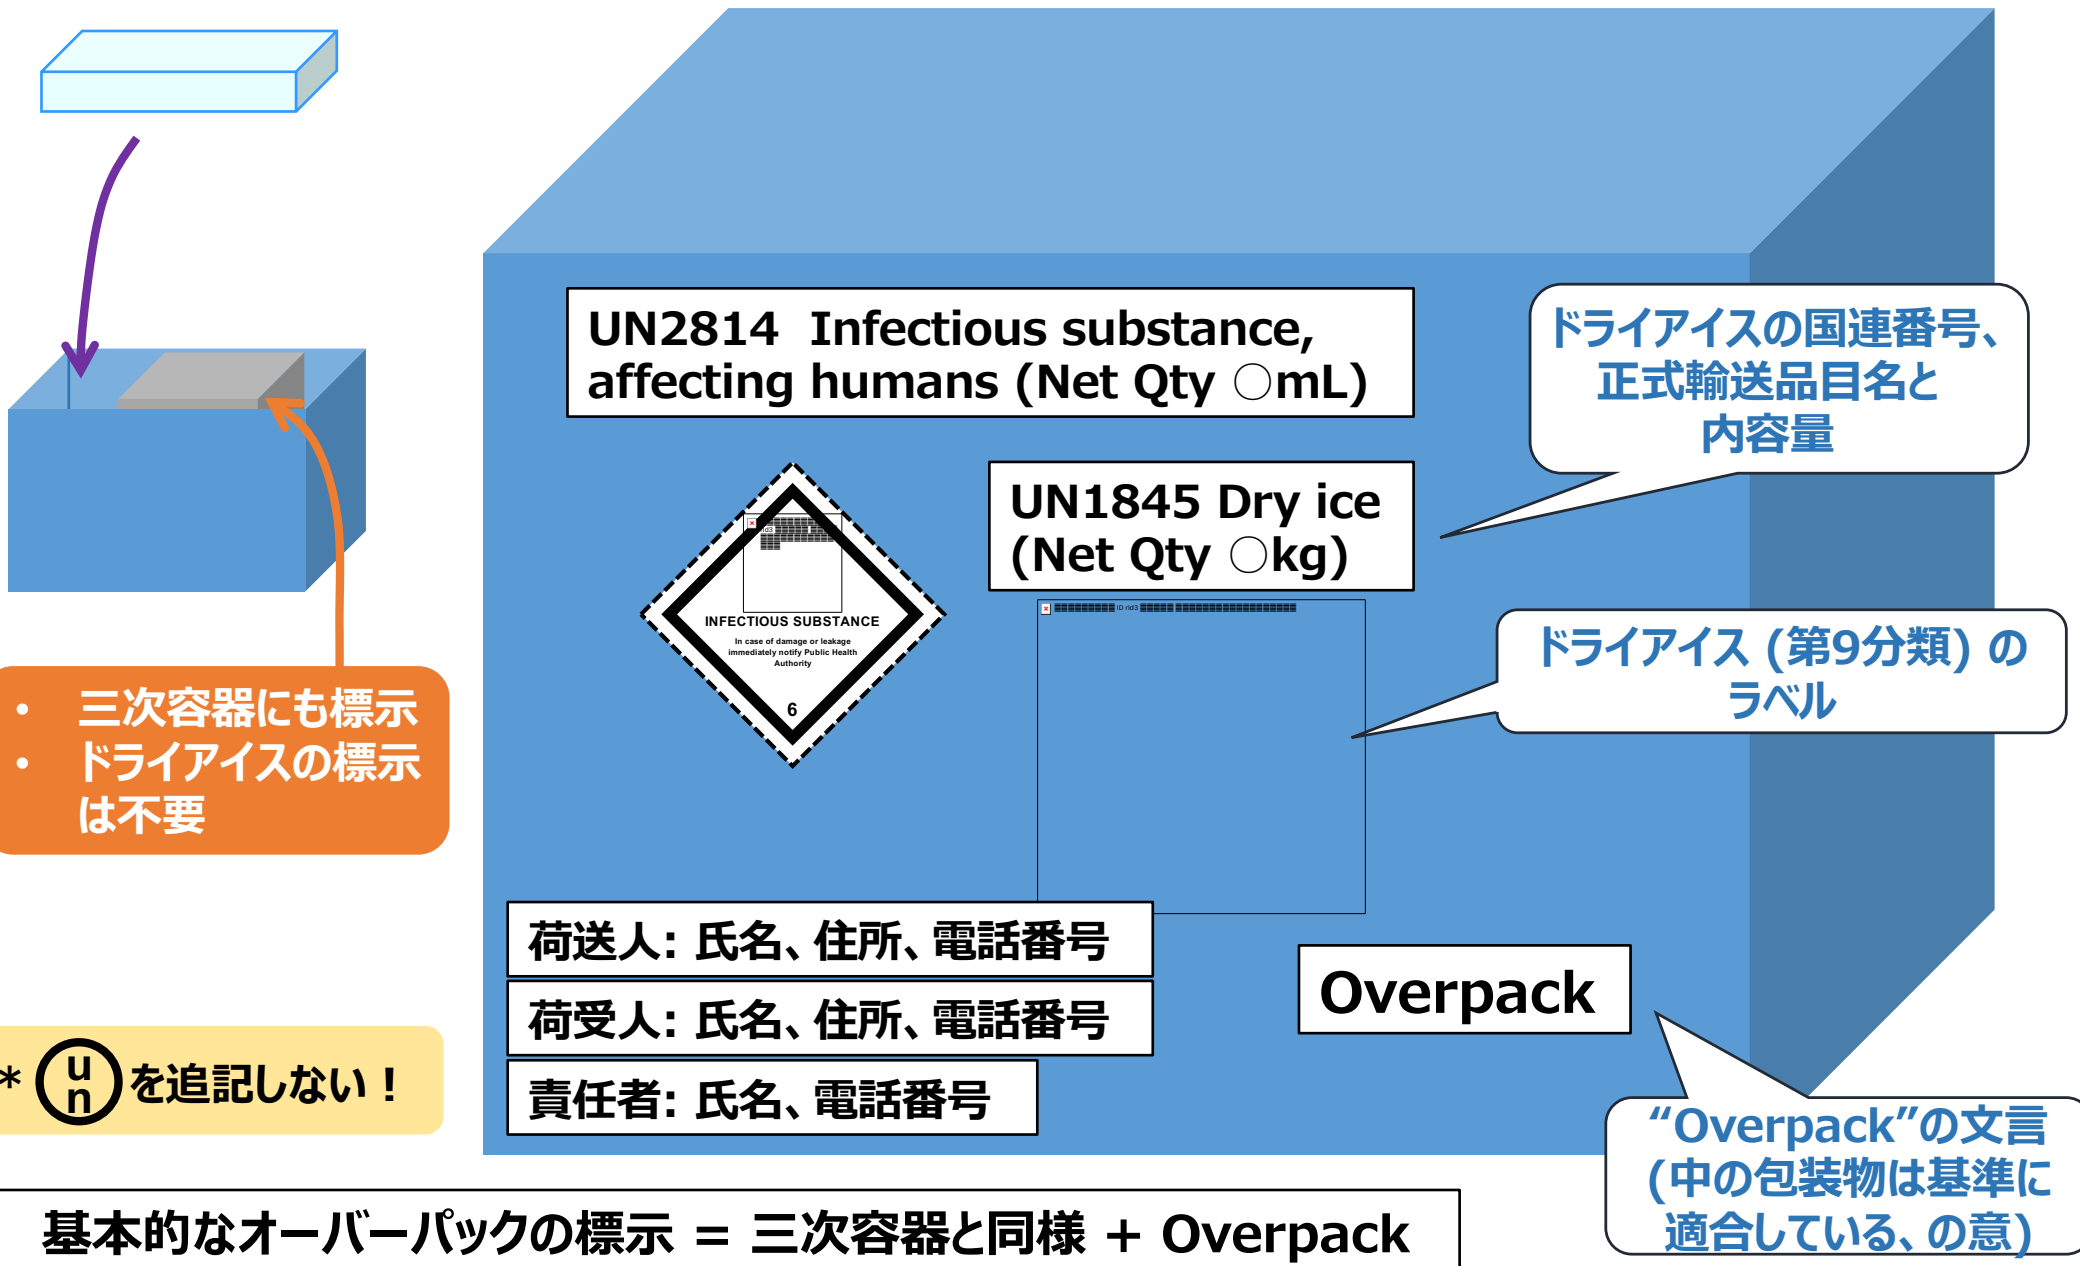 UN2814 Infectious substance,
affecting humans (Net Qty ○mL)
ドライアイスの国連番号、
正式輸送品目名と
内容量
UN1845 Dry ice
(Net Qty ○kg)
INFECTIOUS SUBSTANCE
In case of damage or leakage
immediately notify Public Health
Authority
6
ドライアイス (第9分類) の
ラベル
• 三次容器にも標示
• ドライアイスの標示
は不要
荷送人: 氏名、住所、電話番号
荷受人: 氏名、住所、電話番号
責任者: 氏名、電話番号
Overpack
* un を追記しない！
“Overpack”の文言
(中の包装物は基準に
適合している、の意)
基本的なオーバーパックの標示 = 三次容器と同様 + Overpack